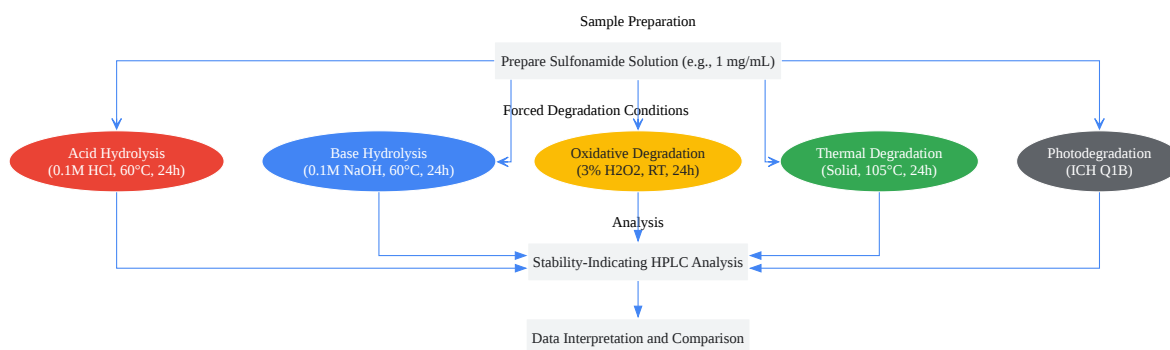 Sample Preparation
Prepare Sulfonamide Solution (e.g., 1 mg/mL)
Forced Degradation Conditions
Acid Hydrolysis
(0.1M HCl, 60°C, 24h)
Base Hydrolysis
(0.1M NaOH, 60°C, 24h)
Oxidative Degradation
(3% H2O2, RT, 24h)
Thermal Degradation
(Solid, 105°C, 24h)
Photodegradation
(ICH Q1B)
Analysis
Stability-Indicating HPLC Analysis
Data Interpretation and Comparison